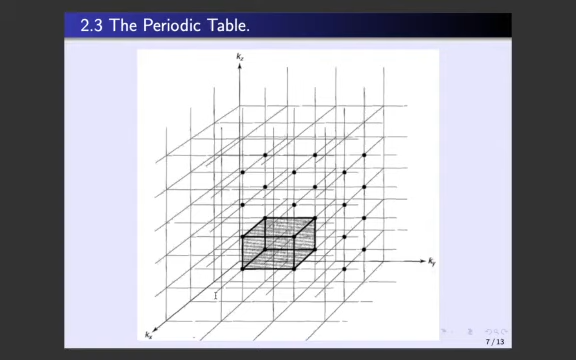 2.3 The Periodic Table.
k_z
k_y
k_x
7 / 13